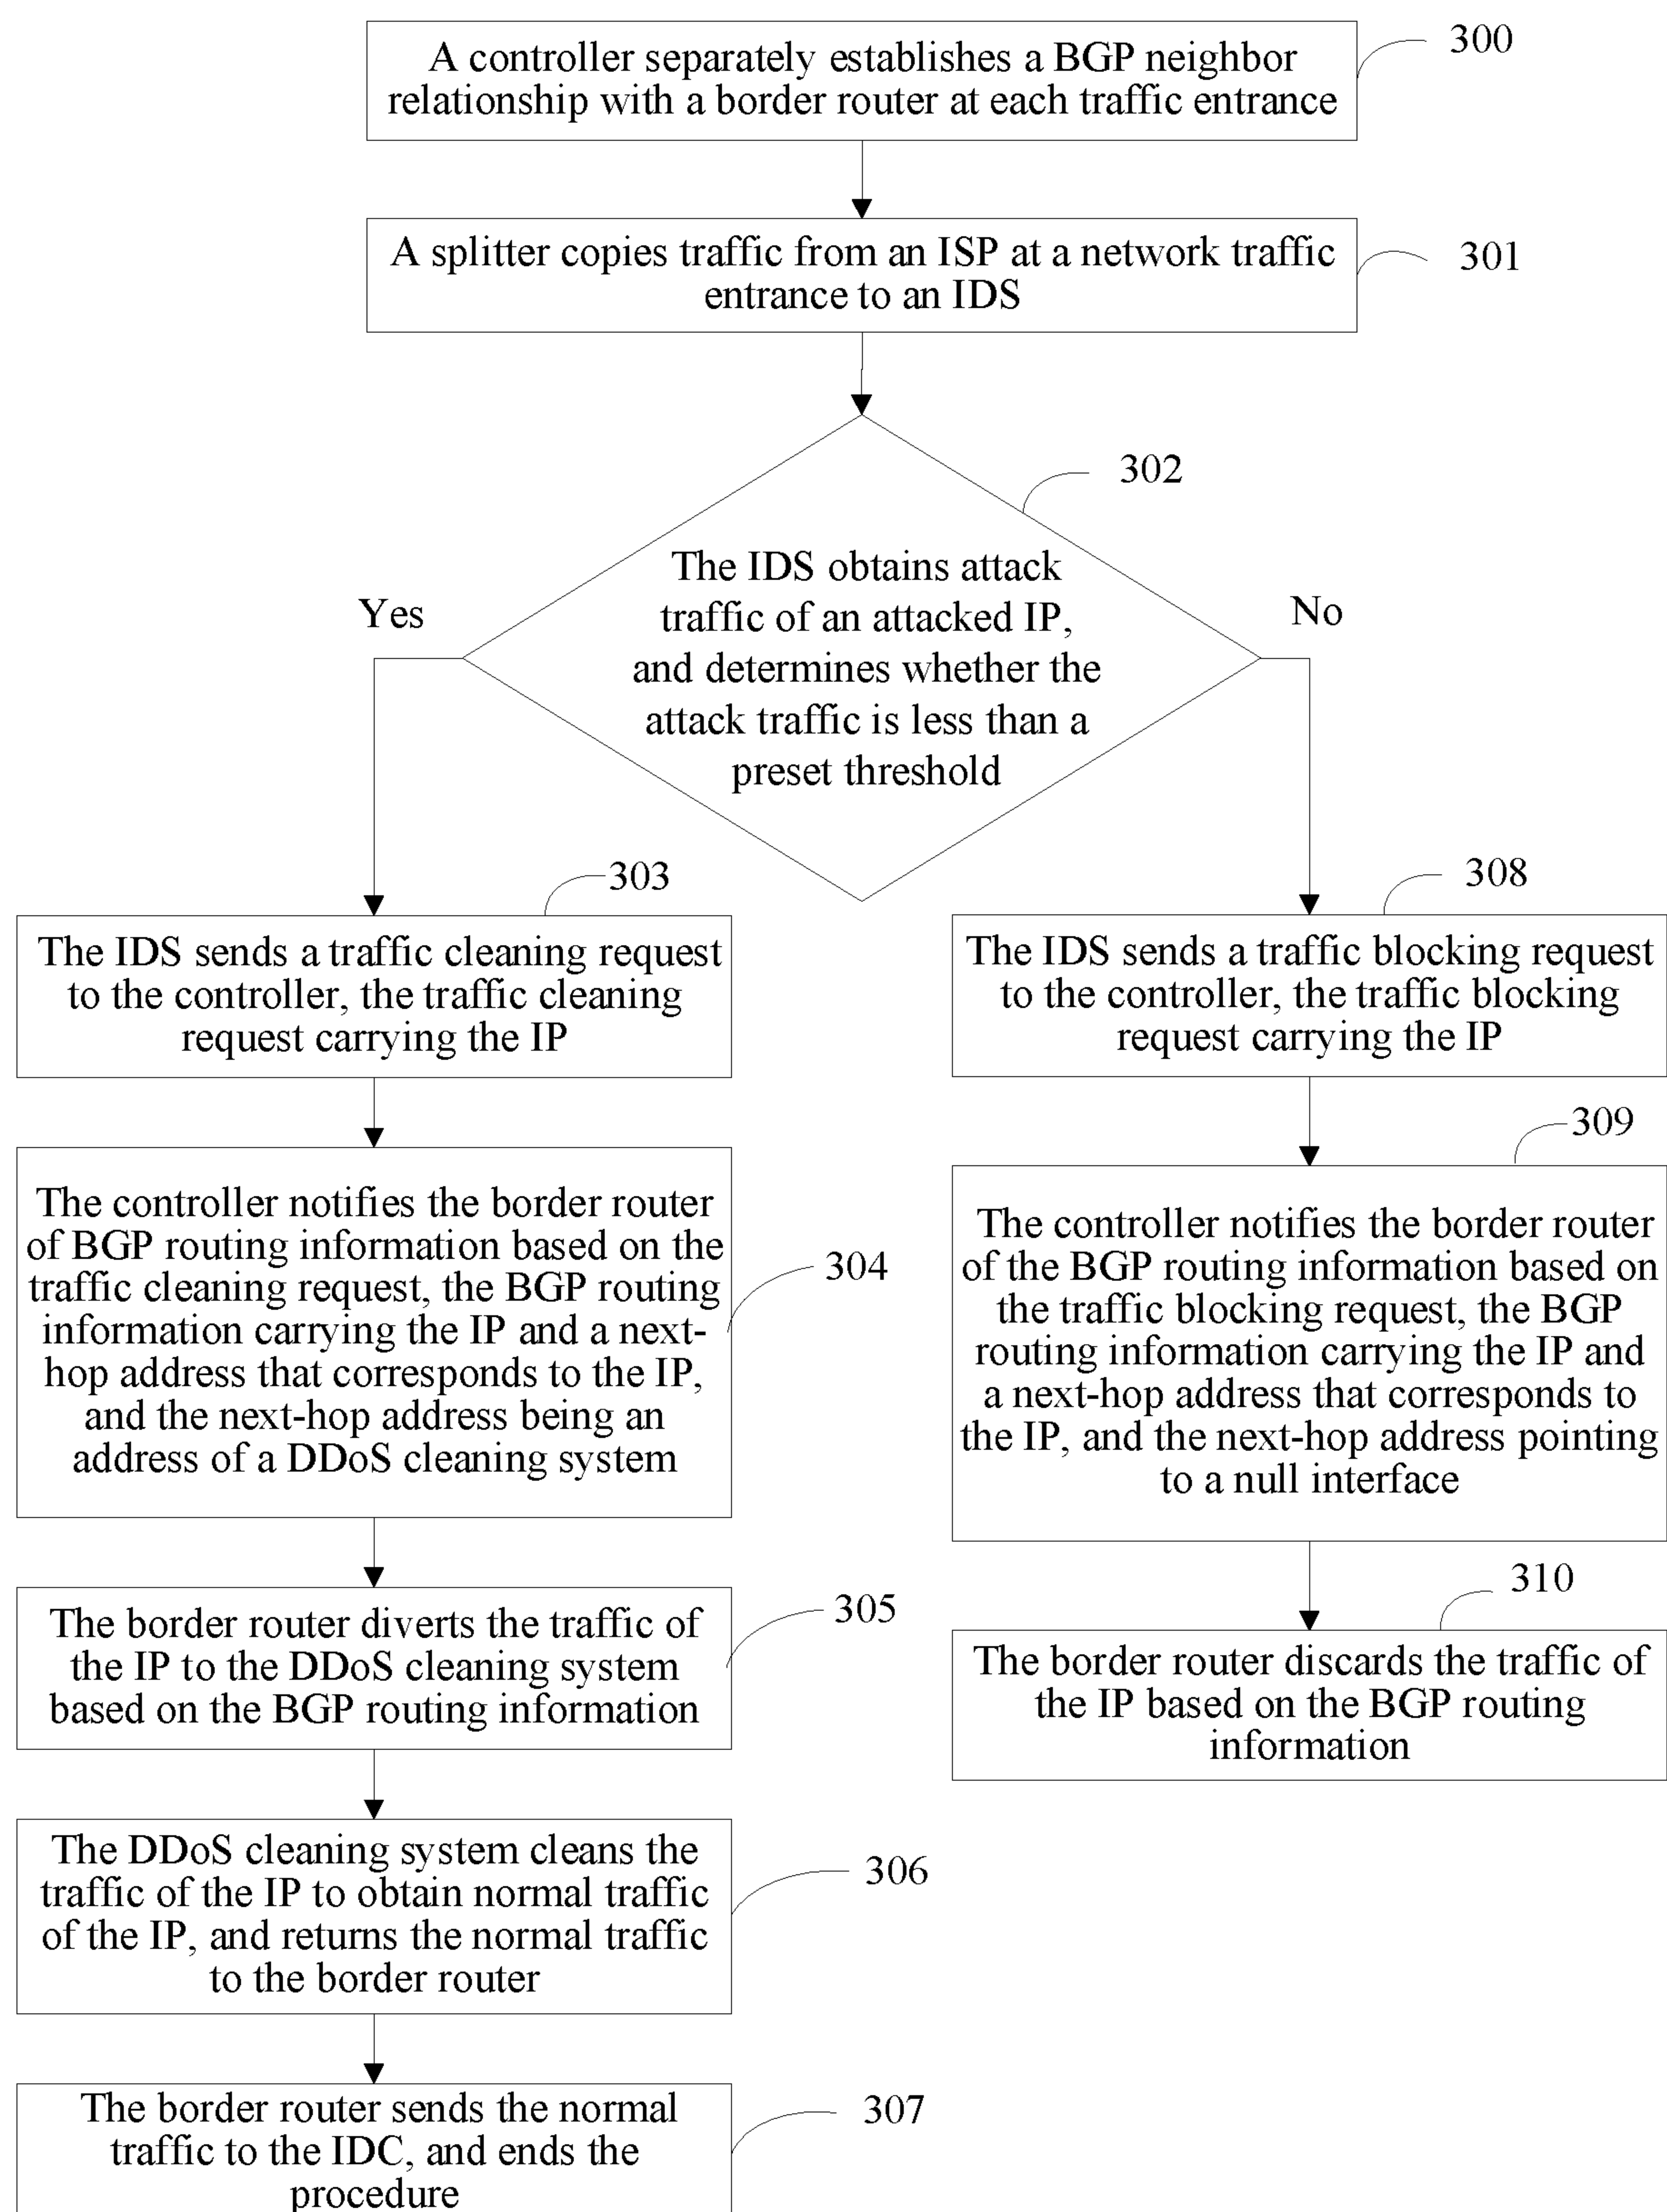 A controller separately establishes a BGP neighbor
relationship with a border router at each traffic entrance
300
A splitter copies traffic from an ISP at a network traffic
entrance to an IDS
301
302
The IDS obtains attack
traffic of an attacked IP,
and determines whether the
attack traffic is less than a
preset threshold
Yes
No
303
The IDS sends a traffic cleaning request
to the controller, the traffic cleaning
request carrying the IP
The controller notifies the border router
of BGP routing information based on the
traffic cleaning request, the BGP routing
information carrying the IP and a next-
hop address that corresponds to the IP,
and the next-hop address being an
address of a DDoS cleaning system
304
The border router diverts the traffic of
the IP to the DDoS cleaning system
based on the BGP routing information
305
The DDoS cleaning system cleans the
traffic of the IP to obtain normal traffic
of the IP, and returns the normal traffic
to the border router
306
The border router sends the normal
traffic to the IDC, and ends the
procedure
307
308
The IDS sends a traffic blocking request
to the controller, the traffic blocking
request carrying the IP
309
The controller notifies the border router
of the BGP routing information based on
the traffic blocking request, the BGP
routing information carrying the IP and
a next-hop address that corresponds to
the IP, and the next-hop address pointing
to a null interface
310
The border router discards the traffic of
the IP based on the BGP routing
information